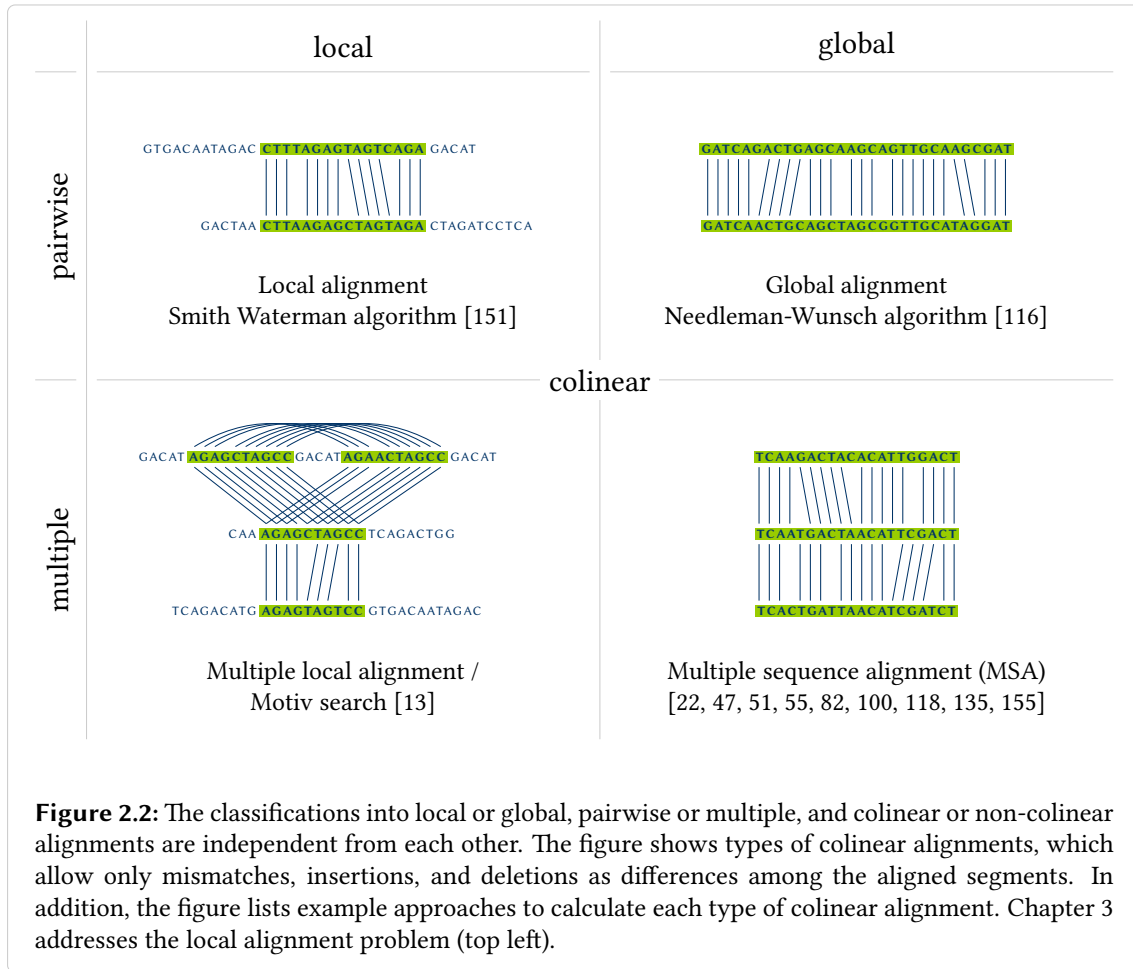 local
global
pairwise
GTGACAATAGAC CTTTAGAGTAGTCAGA GACAT
GACTAA CTTAAGAGCTAGTAGA CTAGATCCTCA
Local alignment
Smith Waterman algorithm [151]
GATCAGACTGAGCAAGCAGTTGCAAGCGAT
GATCAACTGCAGCTAGCGGTTGCATAGGAT
Global alignment
Needleman-Wunsch algorithm [116]
colinear
multiple
GACAT AGAGCTAGCC GACAT AGAACTAGCC GACAT
CAA AGAGCTAGCC TCAGACTGG
TCAGACATG AGAGTAGTCC GTGACAATAGAC
Multiple local alignment /
Motiv search [13]
TCAAGACTACACATTGGACT
TCAATGACTAACATTCGACT
TCACTGATTAACATCGATCT
Multiple sequence alignment (MSA)
[22, 47, 51, 55, 82, 100, 118, 135, 155]
Figure 2.2: The classifications into local or global, pairwise or multiple, and colinear or non-colinear
alignments are independent from each other. The figure shows types of colinear alignments, which
allow only mismatches, insertions, and deletions as differences among the aligned segments. In
addition, the figure lists example approaches to calculate each type of colinear alignment. Chapter 3
addresses the local alignment problem (top left).